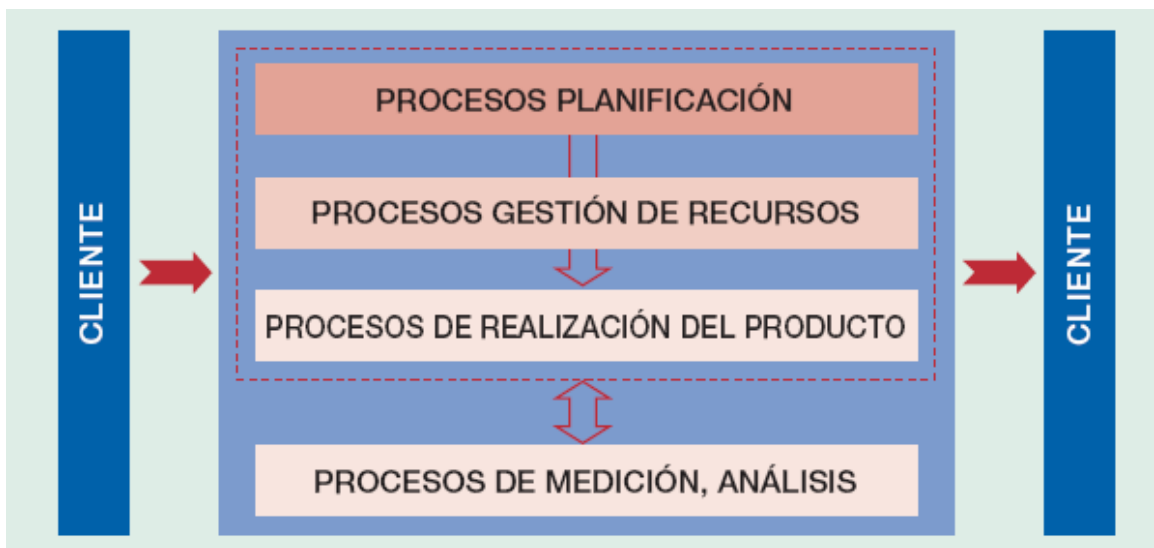 CLIENTE
PROCESOS PLANIFICACIÓN
PROCESOS GESTIÓN DE RECURSOS
PROCESOS DE REALIZACIÓN DEL PRODUCTO
PROCESOS DE MEDICIÓN, ANÁLISIS
CLIENTE